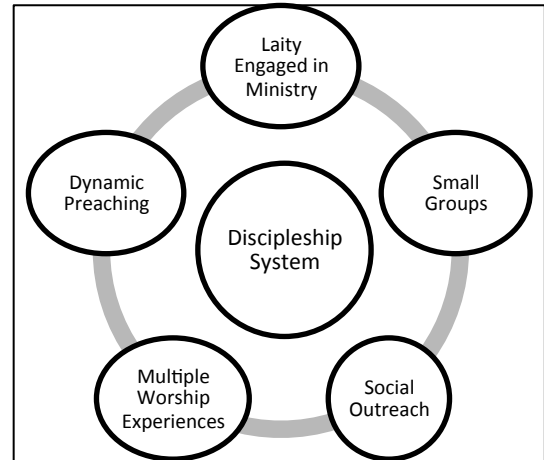 Laity
Engaged in
Ministry
Dynamic
Preaching
Small
Groups
Discipleship
System
Multiple
Worship
Experiences
Social
Outreach